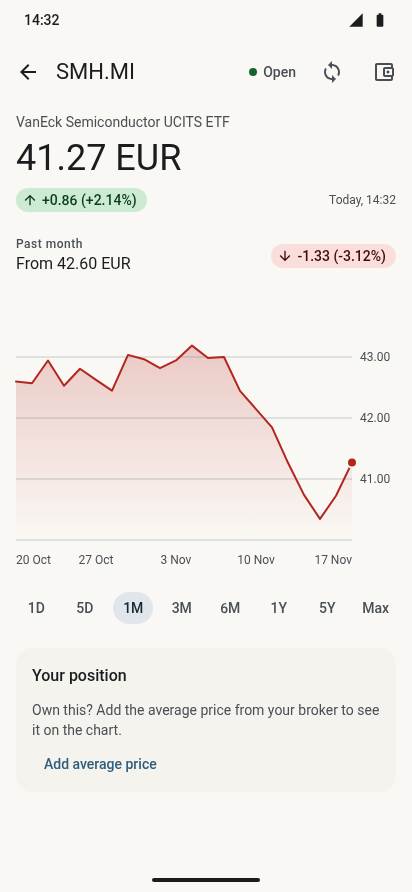 14:32
SMH.MI
Open
VanEck Semiconductor UCITS ETF
41.27 EUR
+0.86 (+2.14%)
Today, 14:32
Past month
From 42.60 EUR
-1.33 (-3.12%)
43.00
42.00
41.00
20 Oct 27 Oct 3 Nov 10 Nov 17 Nov
1D 5D 1M 3M 6M 1Y 5Y Max
Your position
Own this? Add the average price from your broker to see
it on the chart.
Add average price